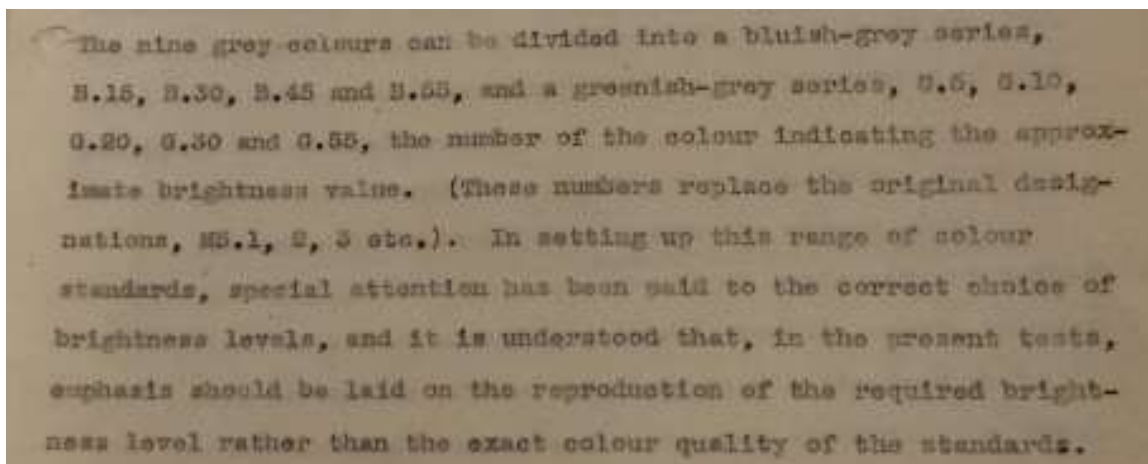 The nine grey colours can be divided into a bluish-grey series,
B.15, B.30, B.45 and B.55, and a greenish-grey series, G.5, G.10,
G.20, G.30 and G.55, the number of the colour indicating the approx-
imate brightness value. (These numbers replace the original desig-
nations, MS.1, 2, 3 etc.). In setting up this range of colour
standards, special attention has been paid to the correct choice of
brightness levels, and it is understood that, in the present tests,
emphasis should be laid on the reproduction of the required bright-
ness level rather than the exact colour quality of the standards.